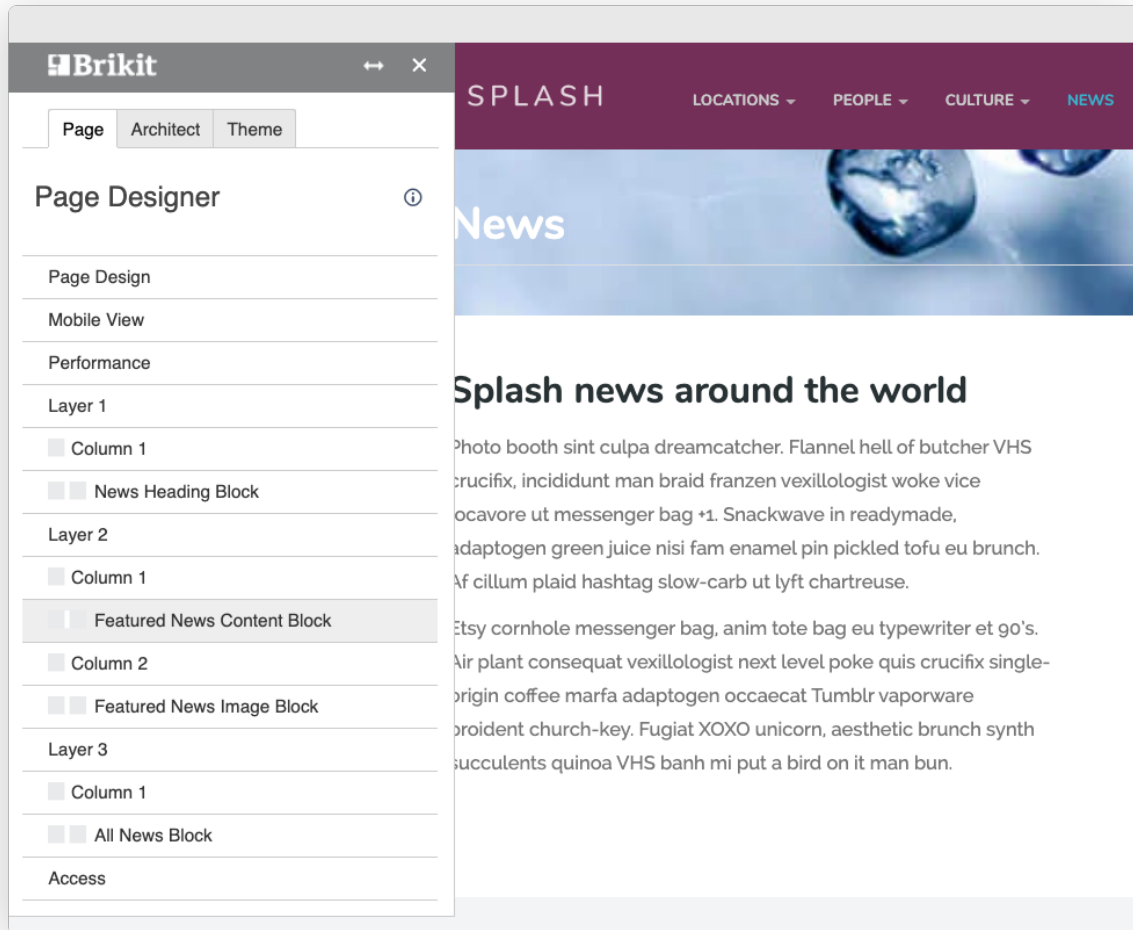 Brikit
Page Architect Theme
Page Designer
Page Design
Mobile View
Performance
Layer 1
Column 1
News Heading Block
Layer 2
Column 1
Featured News Content Block
Column 2
Featured News Image Block
Layer 3
Column 1
All News Block
Access
SPLASH
LOCATIONS PEOPLE CULTURE NEWS
News
Splash news around the world
Photo booth sint culpa dreamcatcher. Flannel hell of butcher VHS
crucifix, incididunt man braid franzen vexillologist woke vice
ocavore ut messenger bag +1. Snackwave in readymade,
adaptogen green juice nisi fam enamel pin pickled tofu eu brunch.
Af cillum plaid hashtag slow-carb ut lyft chartreuse.
Etsy cornhole messenger bag, anim tote bag eu typewriter et 90's.
Air plant consequat vexillologist next level poke quis crucifix single-
origin coffee marfa adaptogen occaecat Tumblr vaporware
proident church-key. Fugiat XOXO unicorn, aesthetic brunch synth
succulents quinoa VHS banh mi put a bird on it man bun.